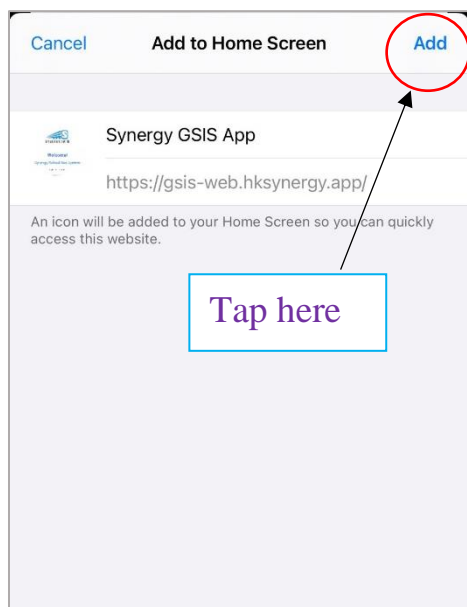 Cancel Add to Home Screen Add
Synergy GSIS App
https://gsis-web.hksynergy.app/
An icon will be added to your Home Screen so you can quickly
access this website.
Tap here